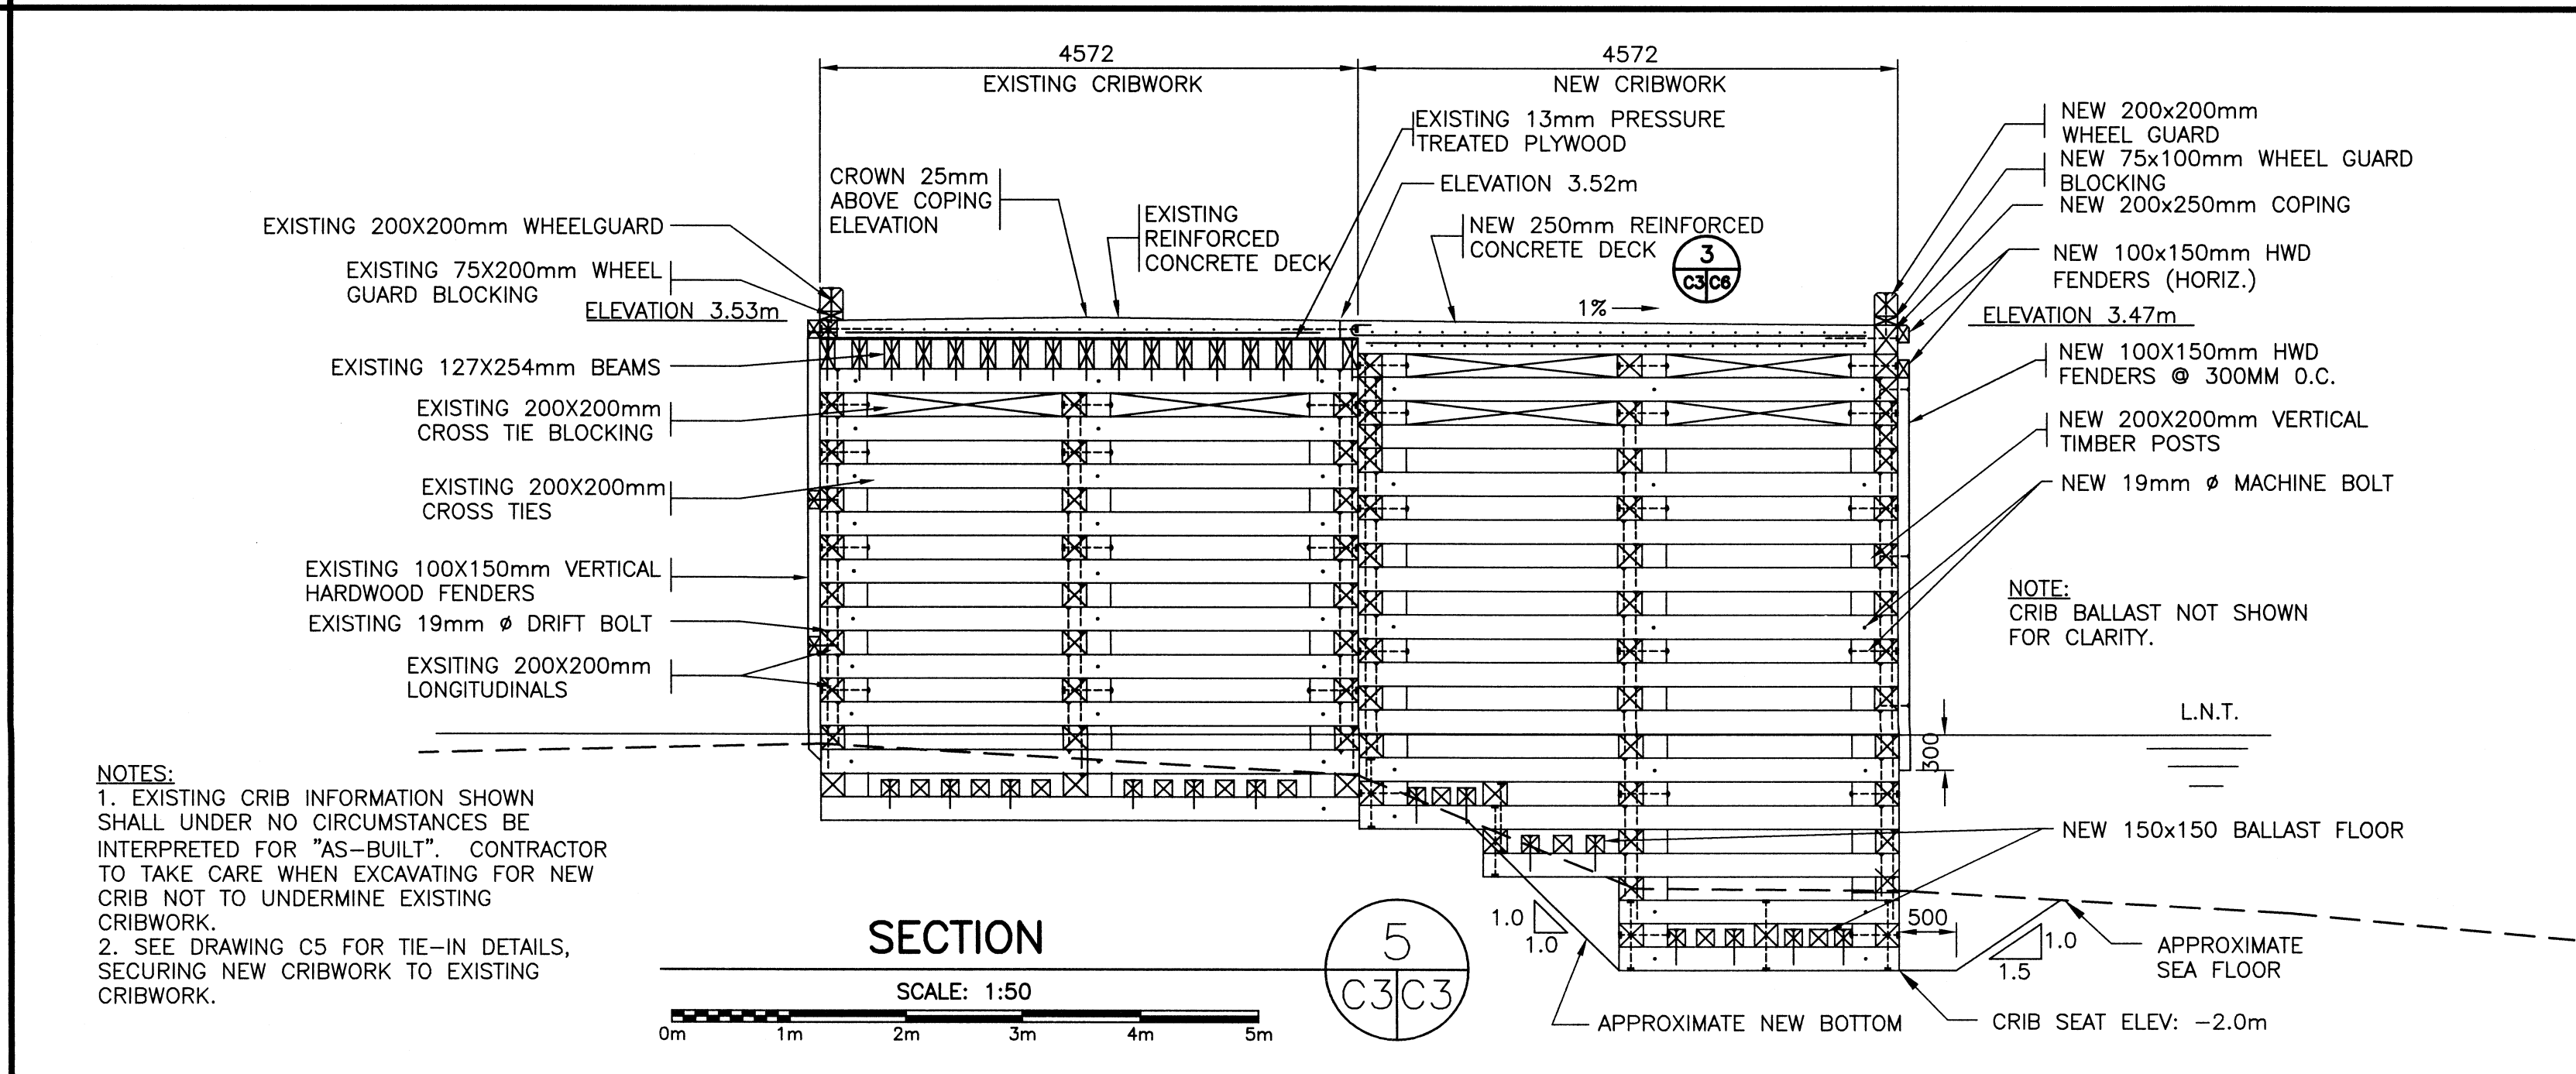 4572
EXISTING CRIBWORK
4572
NEW CRIBWORK
EXISTING 13mm PRESSURE
TREATED PLYWOOD
CROWN 25mm
ABOVE COPING
ELEVATION
ELEVATION 3.52m
EXISTING
REINFORCED
CONCRETE DECK
NEW 250mm REINFORCED
CONCRETE DECK
3
C3 C6
1%
EXISTING 200X200mm WHEELGUARD
EXISTING 75X200mm WHEEL
GUARD BLOCKING
ELEVATION 3.53m
EXISTING 127X254mm BEAMS
EXISTING 200X200mm
CROSS TIE BLOCKING
EXISTING 200X200mm
CROSS TIES
EXISTING 100X150mm VERTICAL
HARDWOOD FENDERS
EXISTING 19mm ø DRIFT BOLT
EXSITING 200X200mm
LONGITUDINALS
NEW 200x200mm
WHEEL GUARD
NEW 75x100mm WHEEL GUARD
BLOCKING
NEW 200x250mm COPING
NEW 100x150mm HWD
FENDERS (HORIZ.)
ELEVATION 3.47m
NEW 100X150mm HWD
FENDERS @ 300MM O.C.
NEW 200X200mm VERTICAL
TIMBER POSTS
NEW 19mm ø MACHINE BOLT
NOTE:
CRIB BALLAST NOT SHOWN
FOR CLARITY.
L.N.T.
300
NEW 150x150 BALLAST FLOOR
500
1.0
1.0
1.0
1.5
APPROXIMATE
SEA FLOOR
APPROXIMATE NEW BOTTOM
CRIB SEAT ELEV: -2.0m
NOTES:
1. EXISTING CRIB INFORMATION SHOWN
SHALL UNDER NO CIRCUMSTANCES BE
INTERPRETED FOR "AS-BUILT". CONTRACTOR
TO TAKE CARE WHEN EXCAVATING FOR NEW
CRIB NOT TO UNDERMINE EXISTING
CRIBWORK.
2. SEE DRAWING C5 FOR TIE-IN DETAILS,
SECURING NEW CRIBWORK TO EXISTING
CRIBWORK.
SECTION
5
C3 C3
SCALE: 1:50
0m 1m 2m 3m 4m 5m